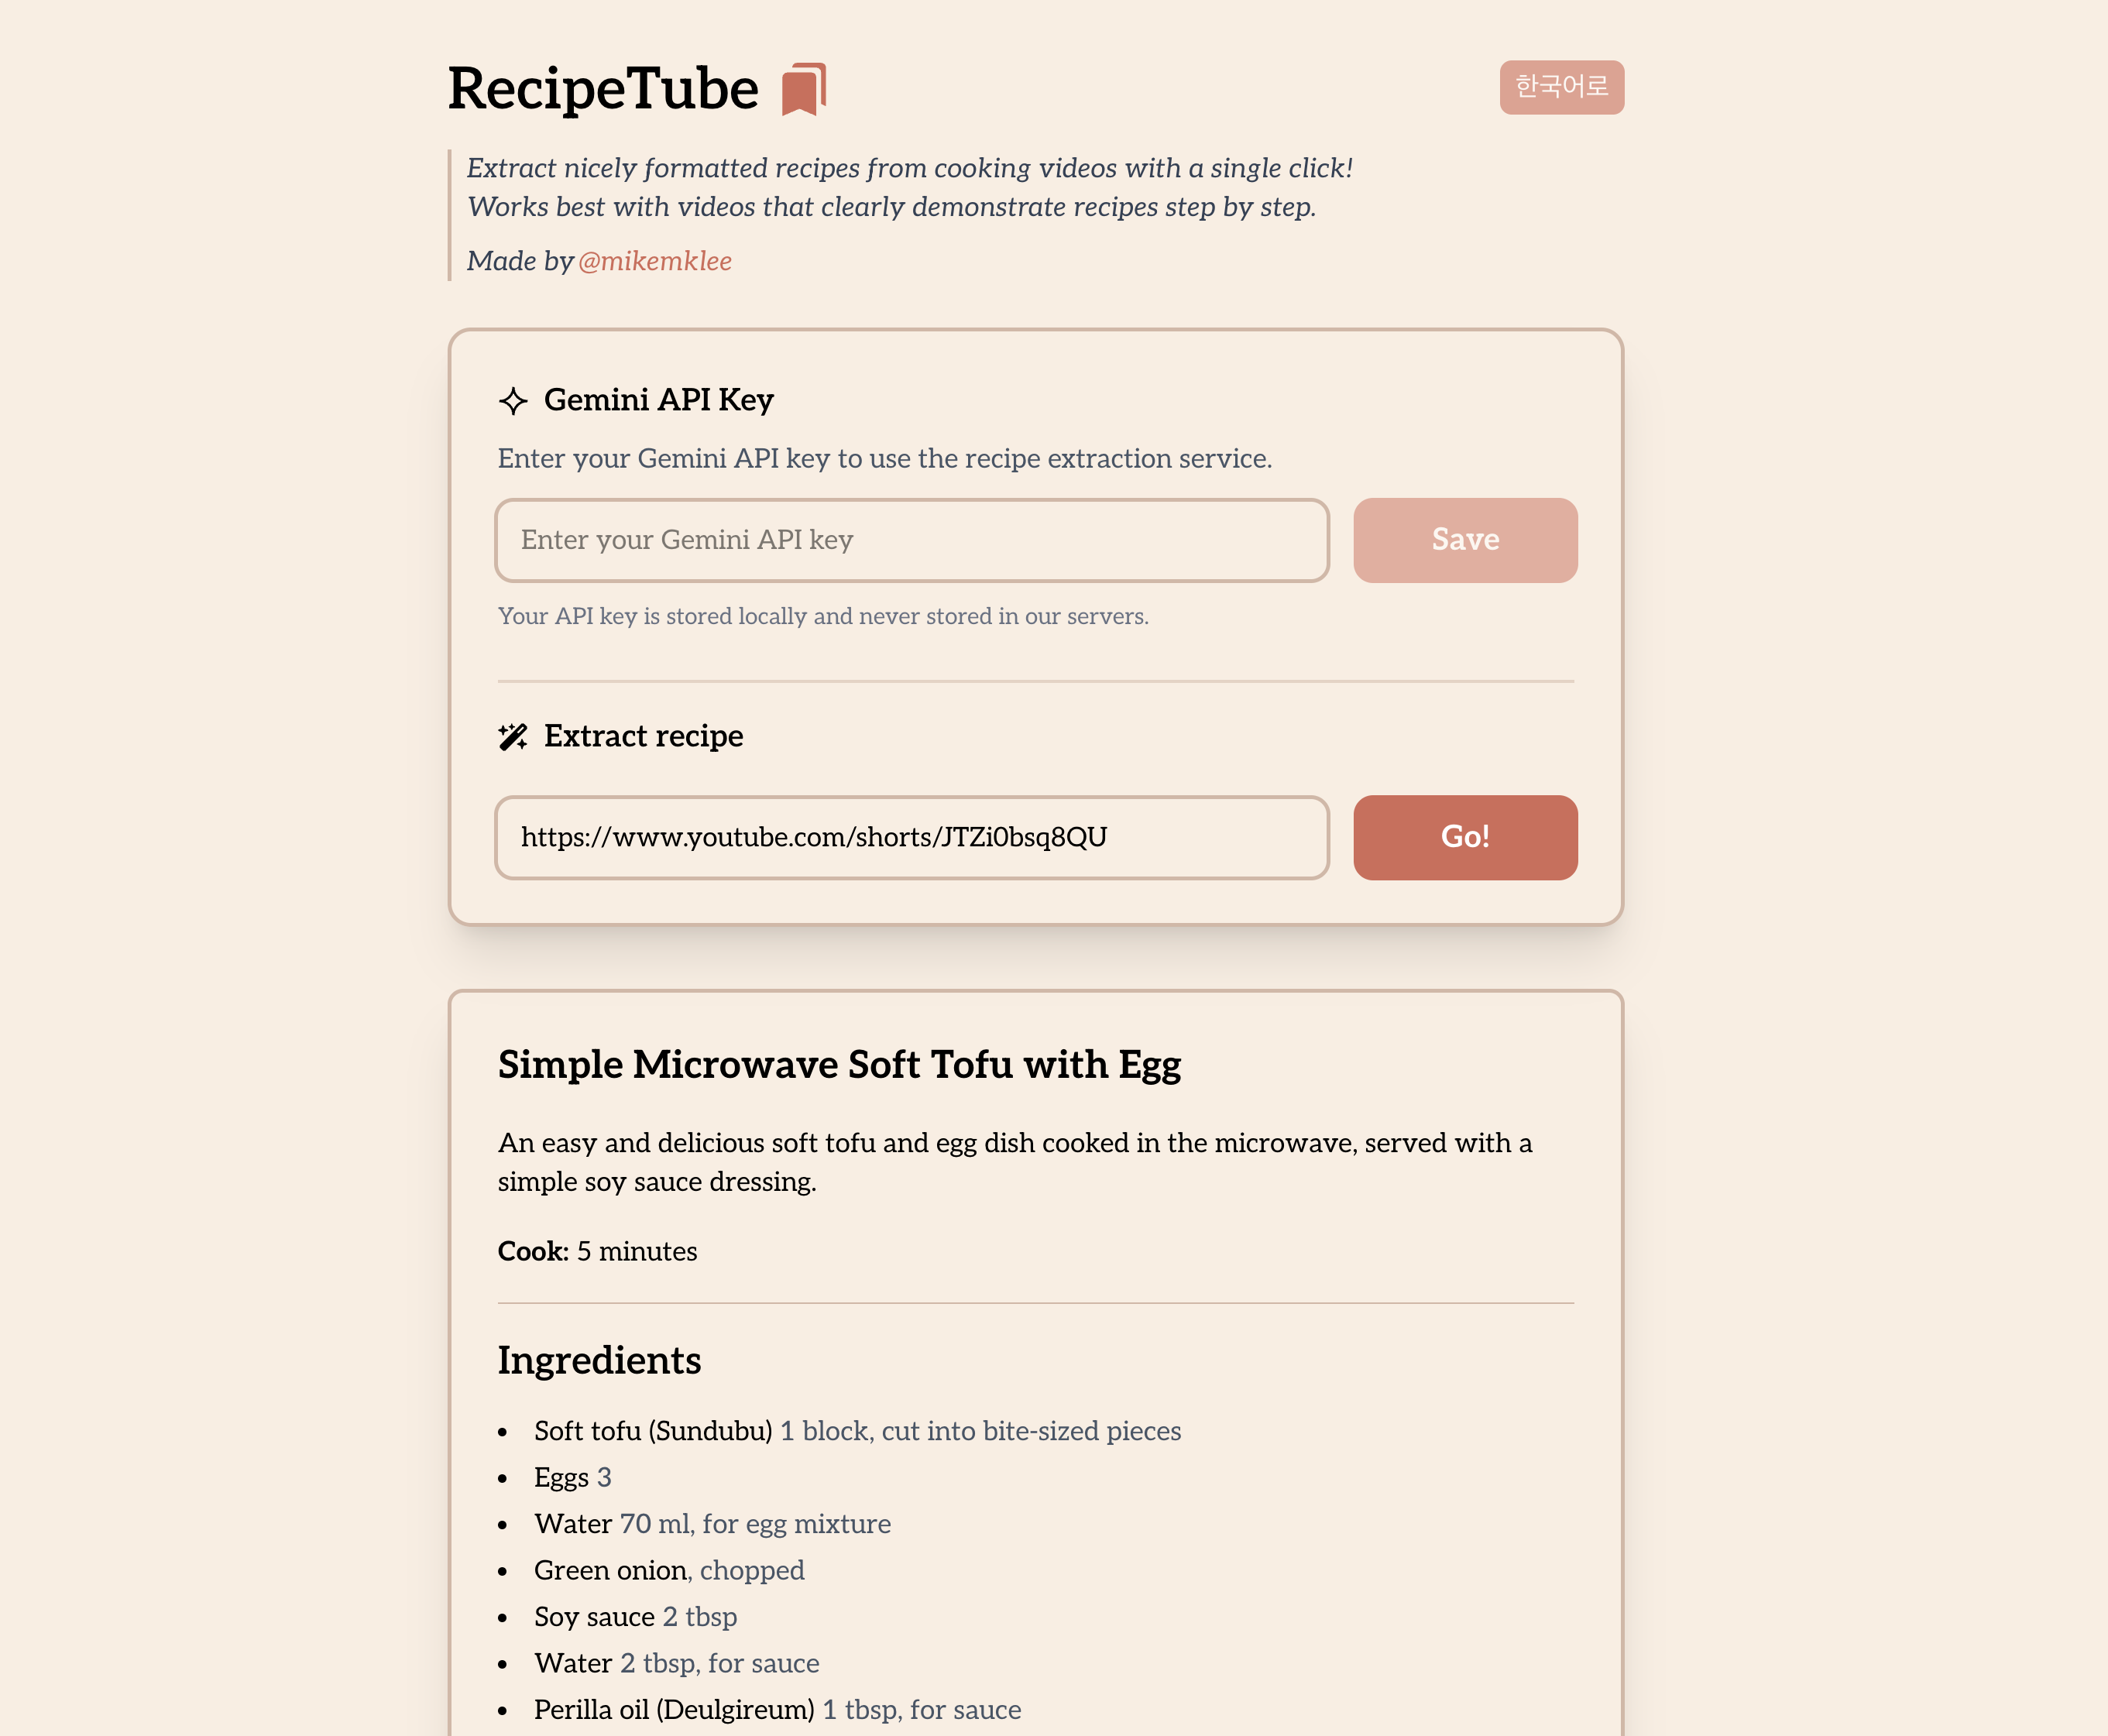 RecipeTube
한국어로
Extract nicely formatted recipes from cooking videos with a single click!
Works best with videos that clearly demonstrate recipes step by step.
Made by @mikemklee
Gemini API Key
Enter your Gemini API key to use the recipe extraction service.
Enter your Gemini API key
Save
Your API key is stored locally and never stored in our servers.
Extract recipe
https://www.youtube.com/shorts/JTZi0bsq8QU
Go!
Simple Microwave Soft Tofu with Egg
An easy and delicious soft tofu and egg dish cooked in the microwave, served with a
simple soy sauce dressing.
Cook: 5 minutes
Ingredients
Soft tofu (Sundubu) 1 block, cut into bite-sized pieces
Eggs 3
Water 70 ml, for egg mixture
Green onion, chopped
Soy sauce 2 tbsp
Water 2 tbsp, for sauce
Perilla oil (Deulgireum) 1 tbsp, for sauce